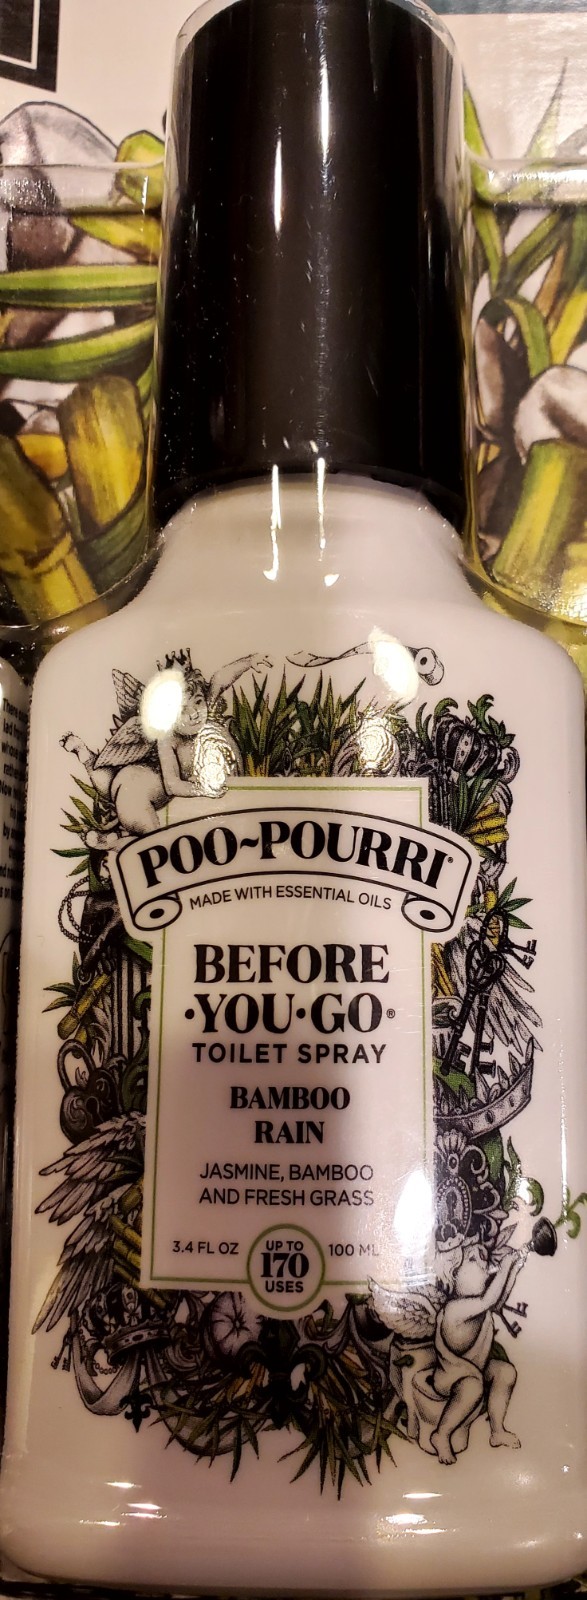 POO~POURRI®
MADE WITH ESSENTIAL OILS
BEFORE
•YOU•GO®
TOILET SPRAY
BAMBOO
RAIN
JASMINE, BAMBOO
AND FRESH GRASS
3.4 FL OZ
UP TO
170
USES
100 ML